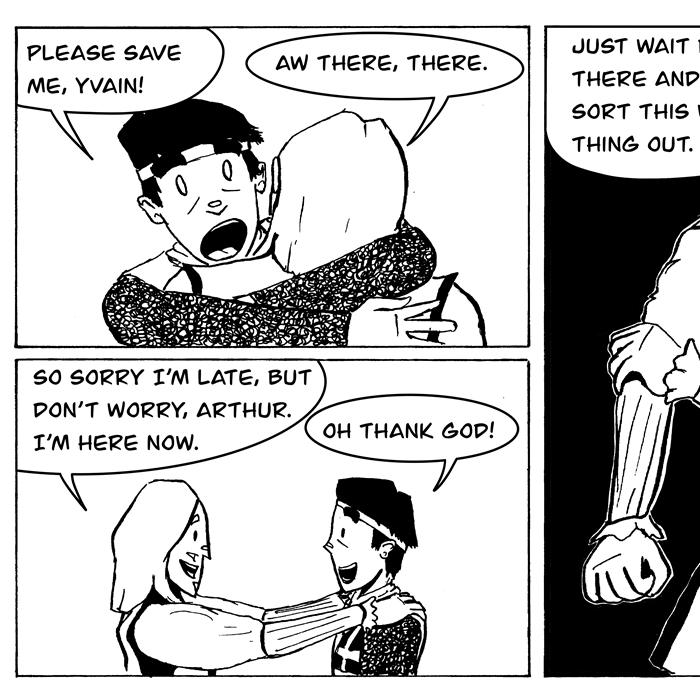 PLEASE SAVE
ME, YVAIN!
AW THERE, THERE.
SO SORRY I'M LATE, BUT
DON'T WORRY, ARTHUR.
I'M HERE NOW.
OH THANK GOD!
JUST WAIT
THERE AND
SORT THIS
THING OUT.